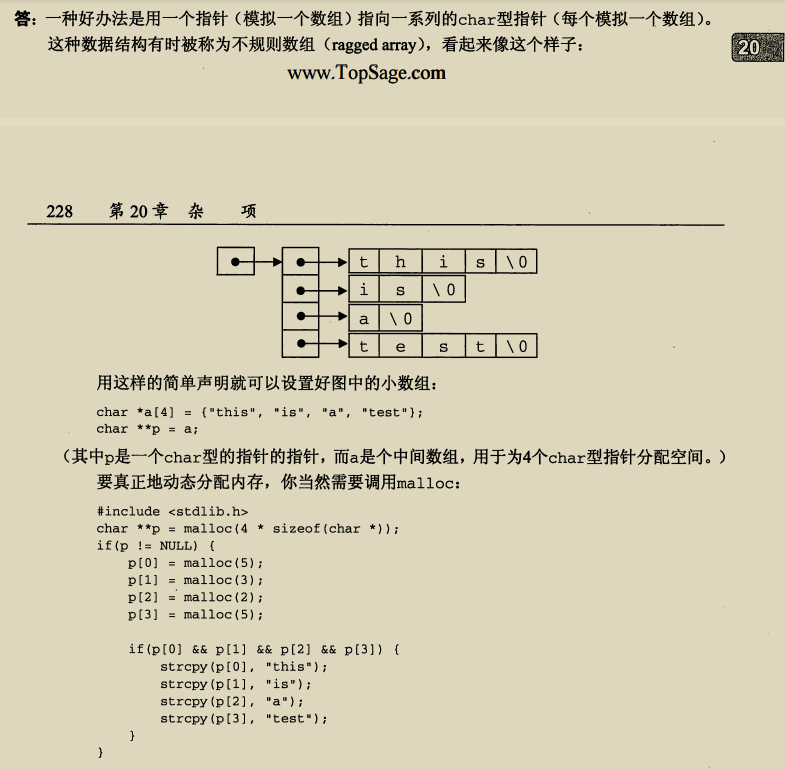 答：一种好办法是用一个指针（模拟一个数组）指向一系列的char型指针（每个模拟一个数组）。
这种数据结构有时被称为不规则数组（ragged array），看起来像这个样子：
20
www.TopSage.com
228 第20章 杂 项
t h i s \0
i s \0
a \0
t e s t \0
用这样的简单声明就可以设置好图中的小数组：
char *a[4] = {"this", "is", "a", "test"};
char **p = a;
（其中p是一个char型的指针的指针，而a是个中间数组，用于为4个char型指针分配空间。）
要真正地动态分配内存，你当然需要调用malloc：
#include <stdlib.h>
char **p = malloc(4 * sizeof(char *));
if(p != NULL) {
p[0] = malloc(5);
p[1] = malloc(3);
p[2] = malloc(2);
p[3] = malloc(5);
if(p[0] && p[1] && p[2] && p[3]) {
strcpy(p[0], "this");
strcpy(p[1], "is");
strcpy(p[2], "a");
strcpy(p[3], "test");
}
}